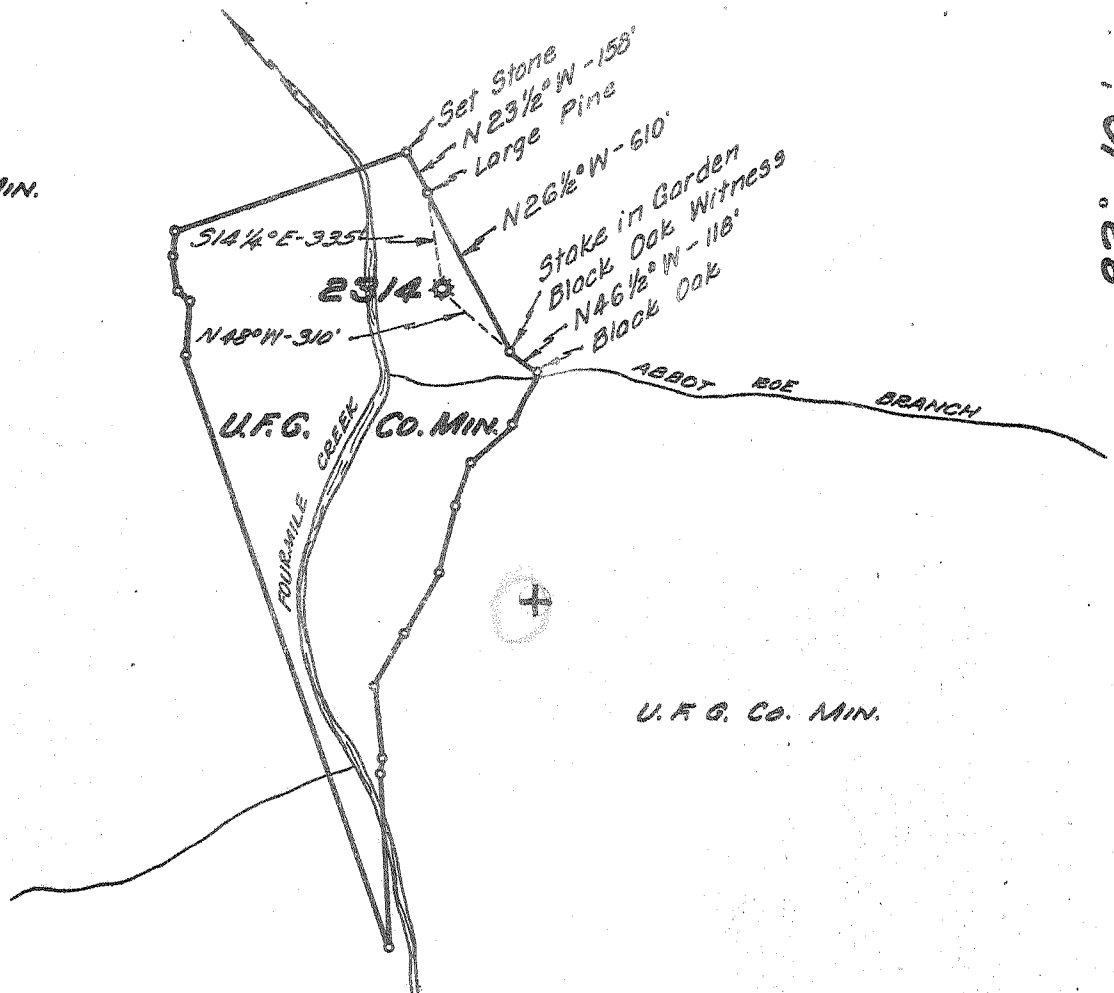 Set Stone
N 23½° W - 158'
Large Pine
N 26½° W - 610'
Stake in Garden
Black Oak Witness
N 46½° W - 118'
Black Oak
MIN.
S 14¼° E - 335'
2314
N 48° W - 310'
ABBOT ROE BRANCH
U.F.G. CO. MIN.
FOURMILE CREEK
U.F.G. CO. MIN.